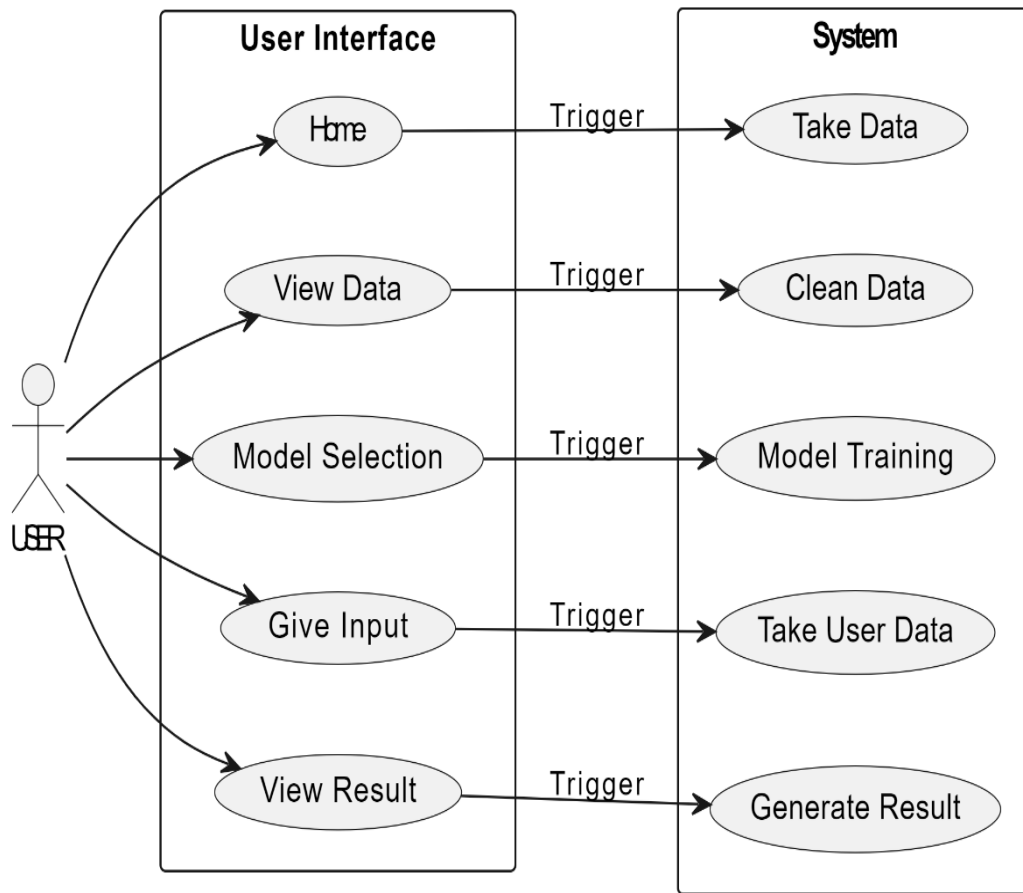 User Interface
System
Home
Trigger
Take Data
View Data
Trigger
Clean Data
Model Selection
Trigger
Model Training
USER
Give Input
Trigger
Take User Data
View Result
Trigger
Generate Result